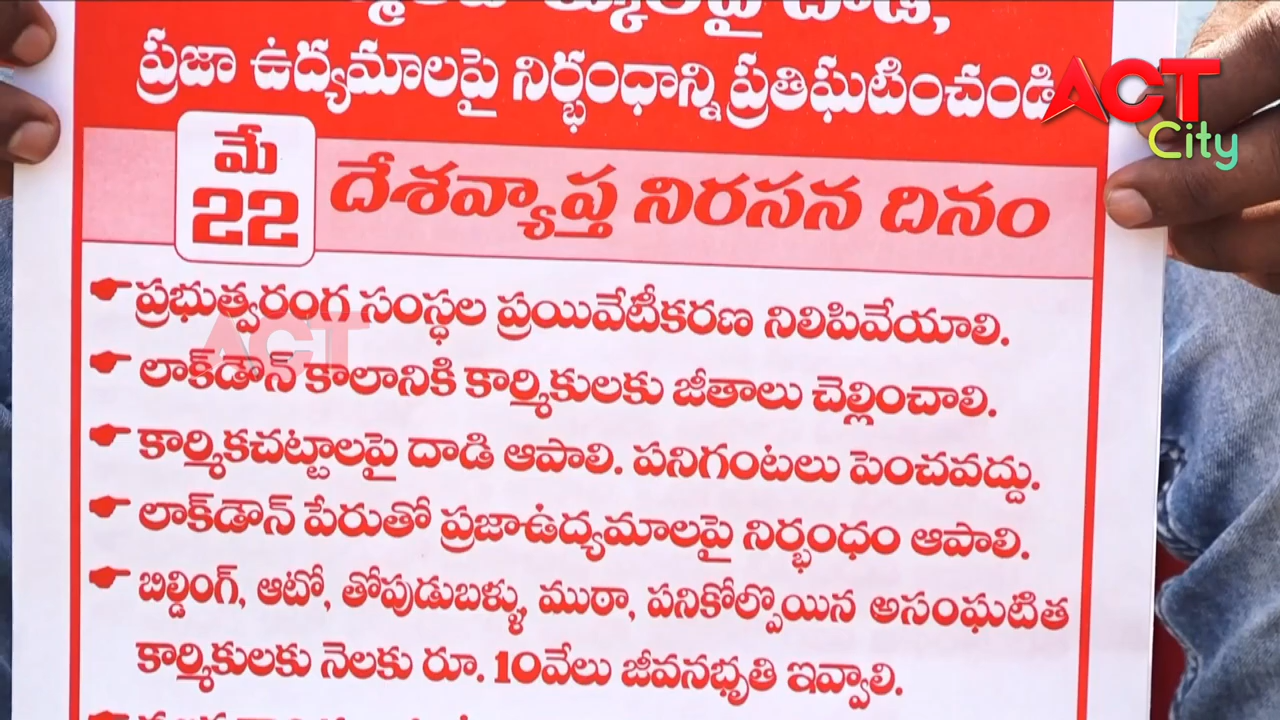 ప్రజా ఉద్యమాలపై నిర్భంధాన్ని ప్రతిఘటించండి
ACT
City
మే
22
దేశవ్యాప్త నిరసన దినం
ప్రభుత్వరంగ సంస్థల ప్రయివేటీకరణ నిలిపివేయాలి.
ACT
లాక్‌డౌన్ కాలానికి కార్మికులకు జీతాలు చెల్లించాలి.
కార్మికచట్టాలపై దాడి ఆపాలి. పనిగంటలు పెంచవద్దు.
లాక్‌డౌన్ పేరుతో ప్రజాఉద్యమాలపై నిర్భంధం ఆపాలి.
బిల్డింగ్, ఆటో, తోపుడుబళ్ళు, ముఠా, పనికోల్పొయిన అసంఘటిత
కార్మికులకు నెలకు రూ. 10వేలు జీవనభృతి ఇవ్వాలి.